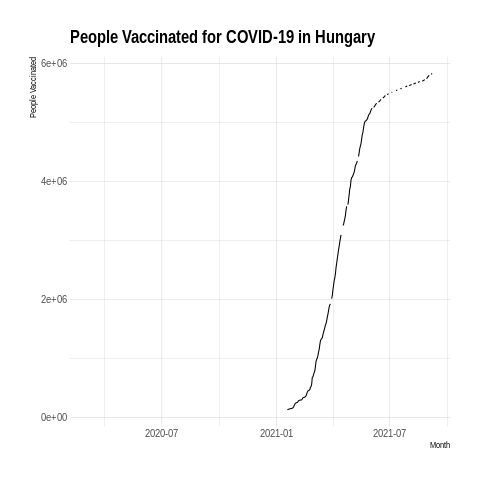 People Vaccinated for COVID-19 in Hungary
People Vaccinated
6e+06
4e+06
2e+06
0e+00
2020-07
2021-01
2021-07
Month